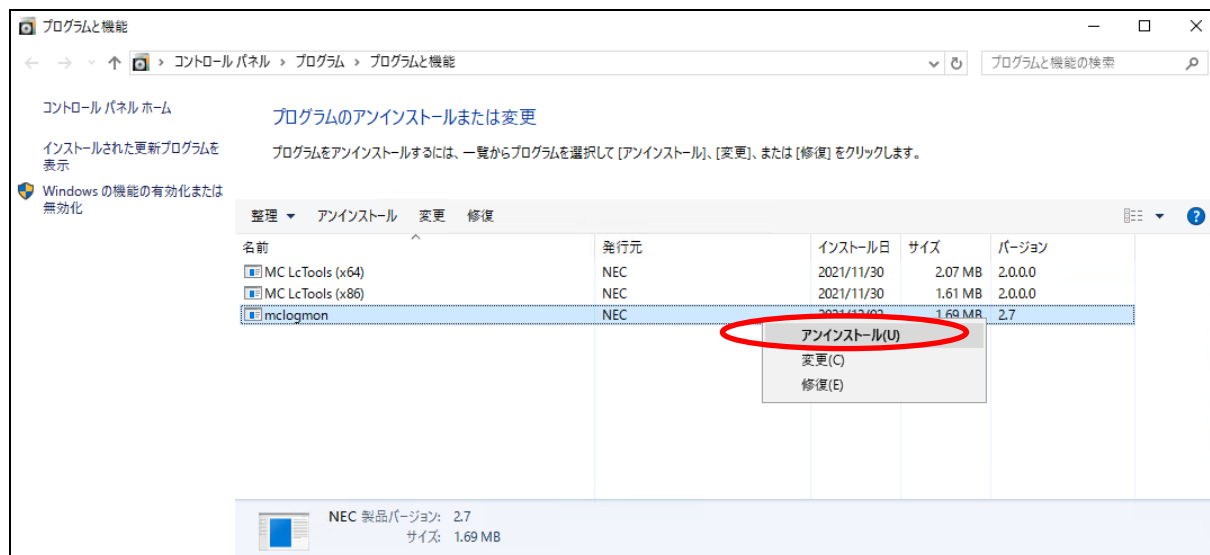 プログラムと機能
コントロール パネル › プログラム › プログラムと機能
プログラムと機能の検索
コントロール パネル ホーム
インストールされた更新プログラムを
表示
Windows の機能の有効化または
無効化
プログラムのアンインストールまたは変更
プログラムをアンインストールするには、一覧からプログラムを選択して [アンインストール]、[変更]、または [修復] をクリックします。
整理 アンインストール 変更 修復
名前 発行元 インストール日 サイズ バージョン
MC LcTools (x64) NEC 2021/11/30 2.07 MB 2.0.0.0
MC LcTools (x86) NEC 2021/11/30 1.61 MB 2.0.0.0
mclogmon NEC 1.69 MB 2.7
アンインストール(U)
変更(C)
修復(E)
NEC 製品バージョン: 2.7
サイズ: 1.69 MB